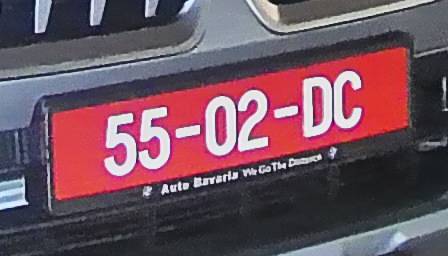 55-02-DC
Auto Bavaria We Go The Distance